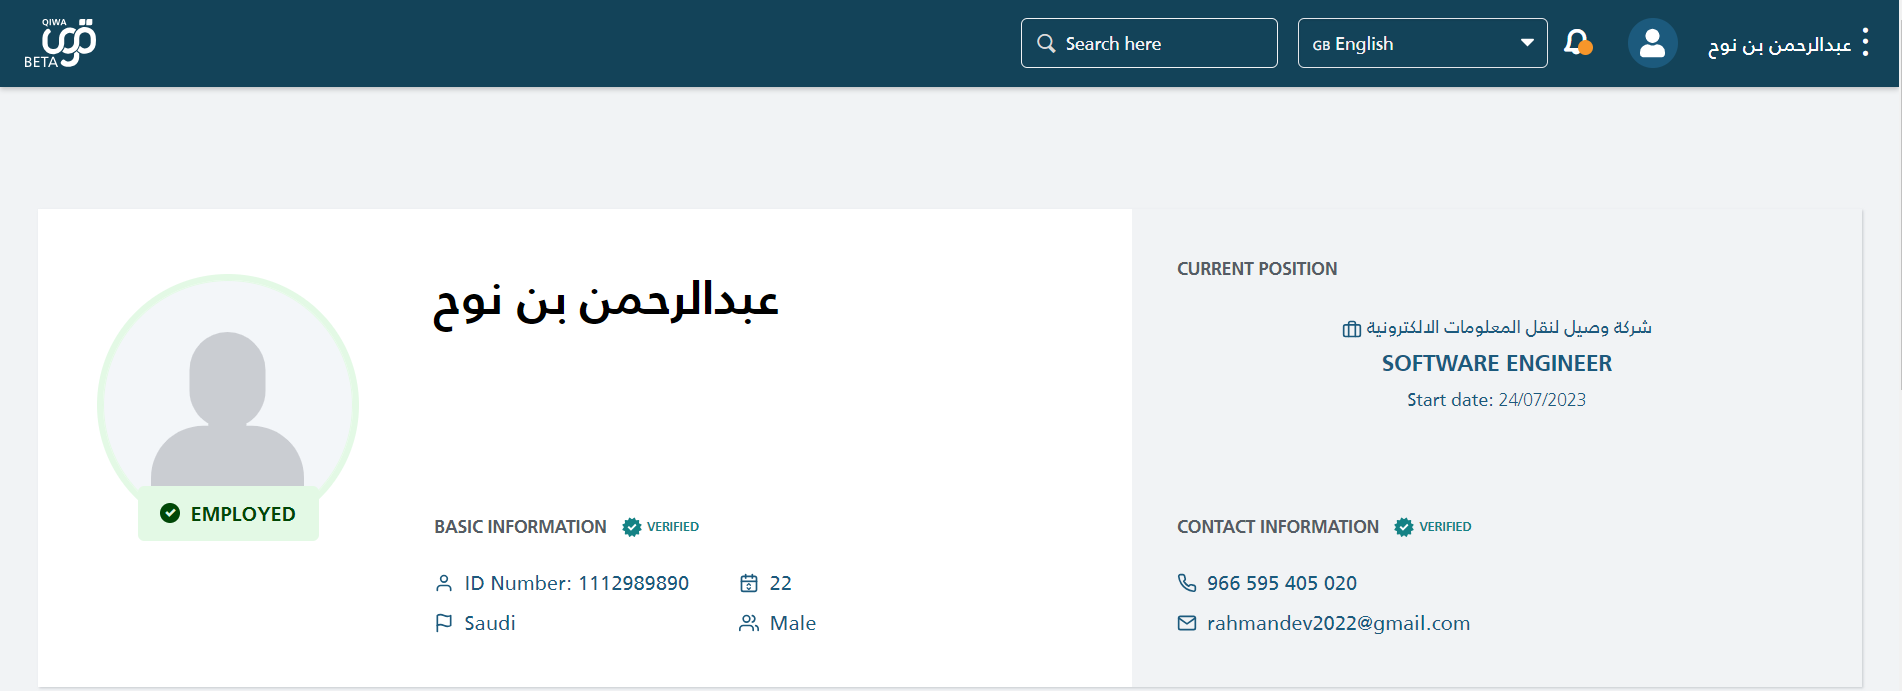 QIWA
قوى
BETA
Search here
GB English
عبدالرحمن بن نوح
عبدالرحمن بن نوح
EMPLOYED
BASIC INFORMATION VERIFIED
ID Number: 1112989890
22
Saudi
Male
CURRENT POSITION
شركة وصيل لنقل المعلومات الالكترونية
SOFTWARE ENGINEER
Start date: 24/07/2023
CONTACT INFORMATION VERIFIED
966 595 405 020
rahmandev2022@gmail.com